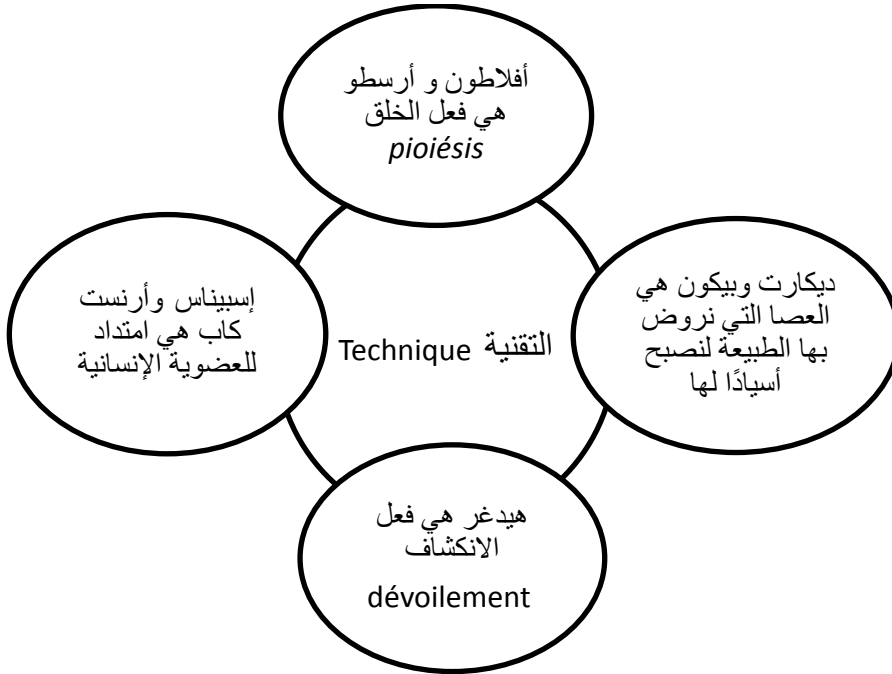 أفلاطون و أرسطو
هي فعل الخلق
pioiésis
ديكارت وبيكون هي
العصا التي نروض
بها الطبيعة لنصبح
أسيادًا لها
إسبيناس وأرنست
كاب هي امتداد
للعضوية الإنسانية
التقنية Technique
هيدغر هي فعل
الانكشاف
dévoilement